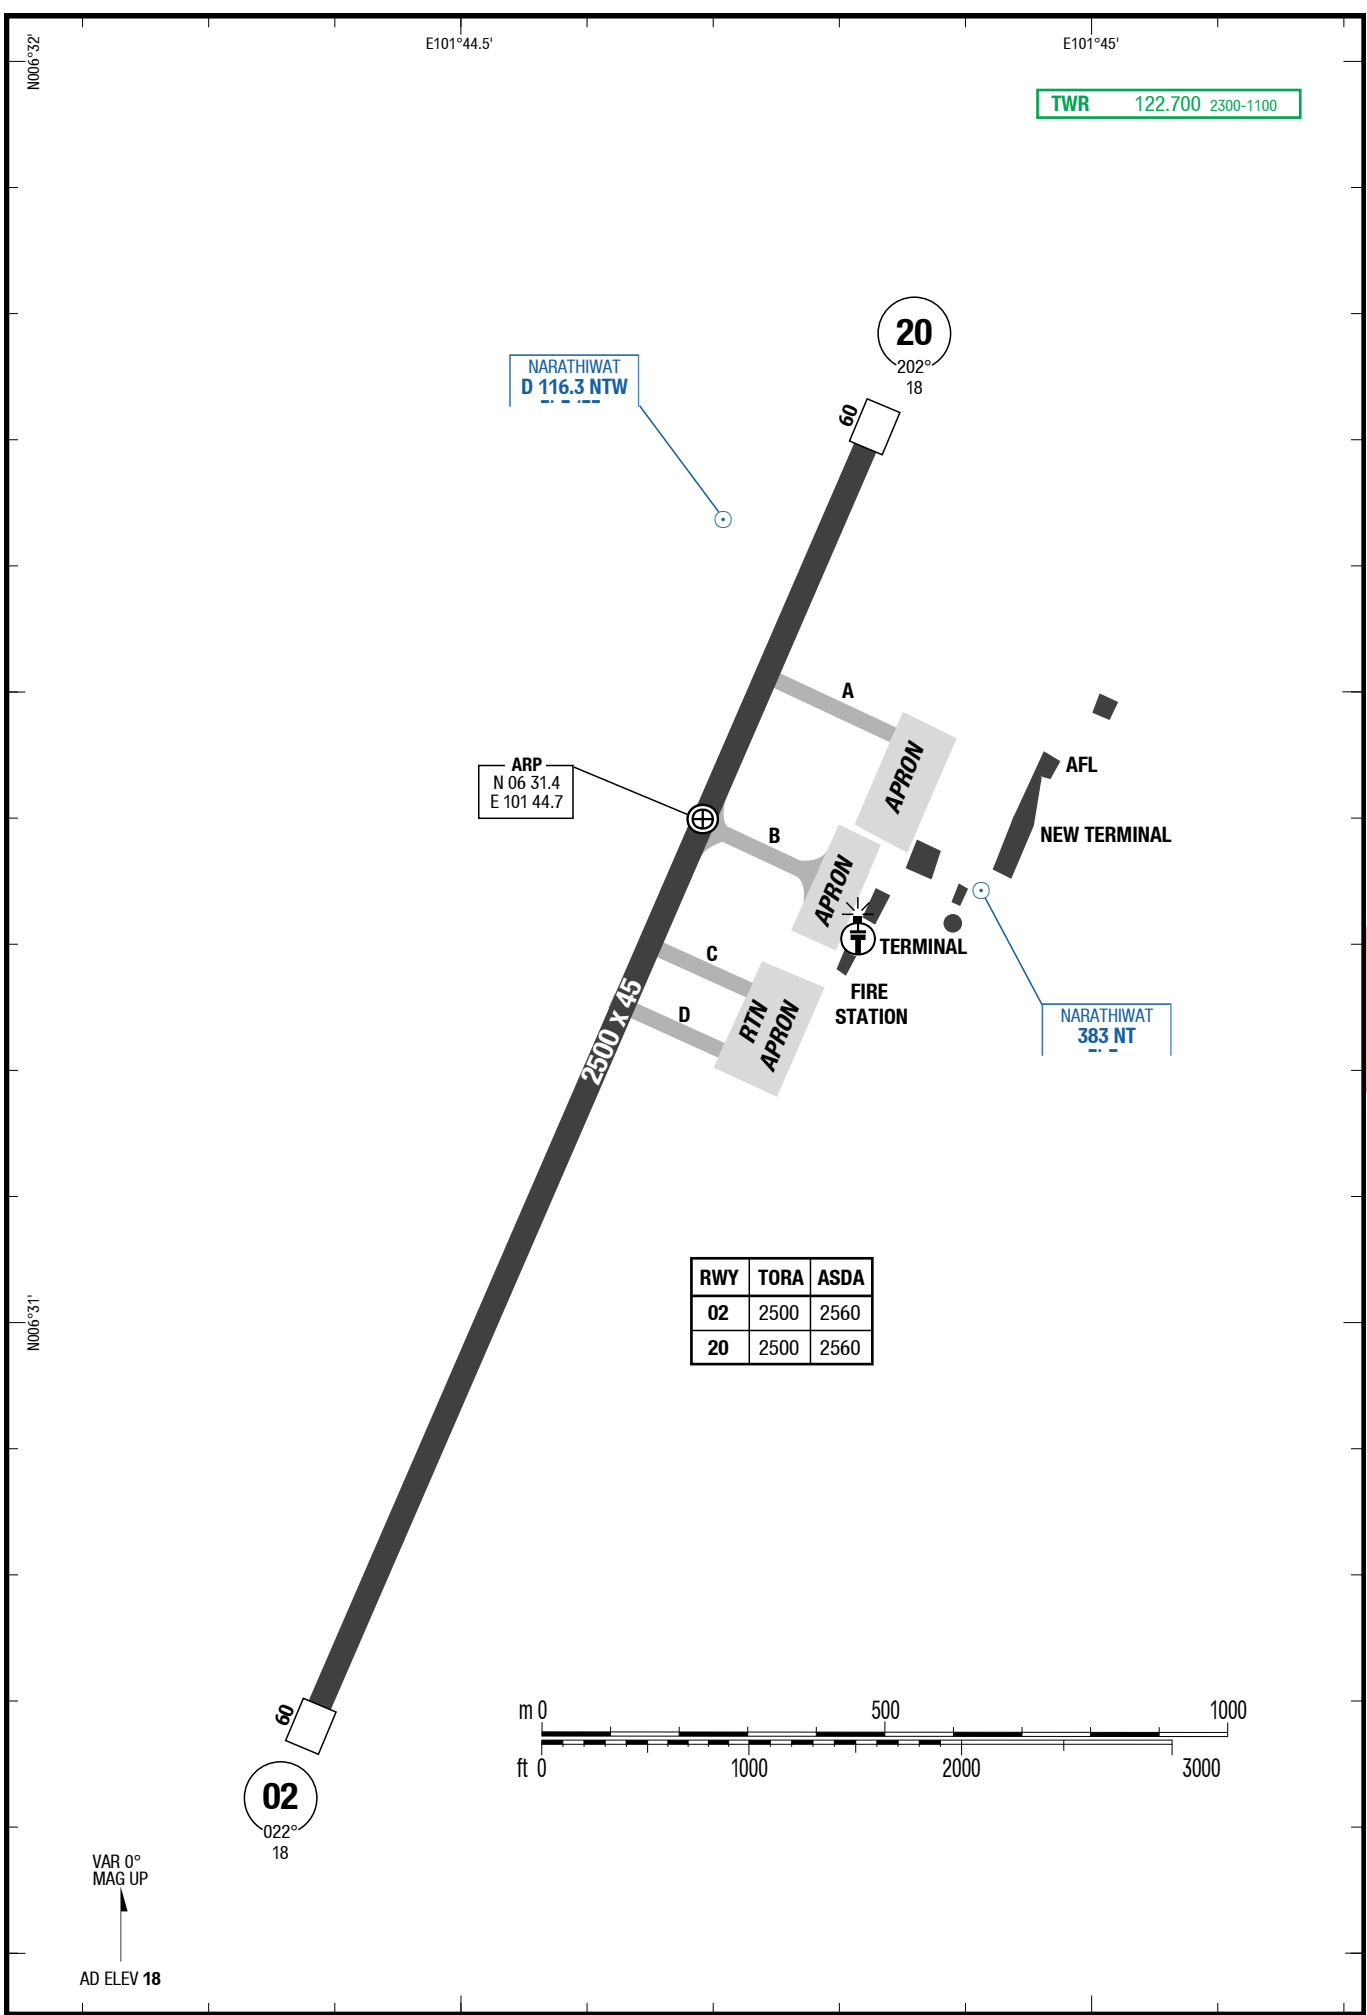 E101°44.5'
E101°45'
N006°32'
TWR 122.700 2300-1100
20
202°
18
NARATHIWAT
D 116.3 NTW
60
A
APRON
AFL
ARP
N 06 31.4
E 101 44.7
NEW TERMINAL
B
APRON
TERMINAL
C
FIRE
STATION
D
RTN
APRON
2500 x 45
NARATHIWAT
383 NT
RWY TORA ASDA
02 2500 2560
20 2500 2560
N006°31'
60
m 0 500 1000
ft 0 1000 2000 3000
02
022°
18
VAR 0°
MAG UP
AD ELEV 18